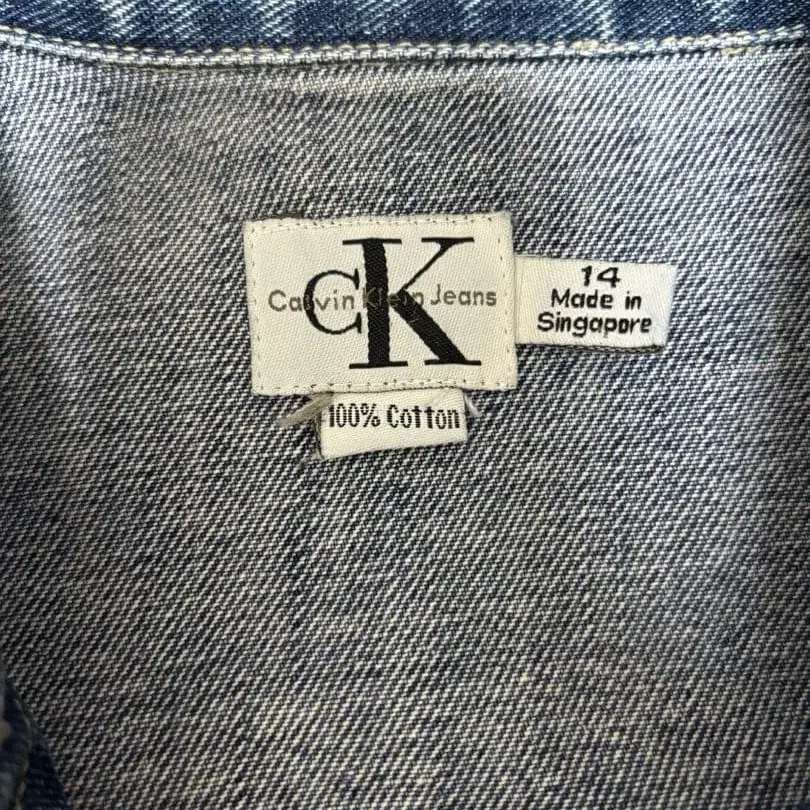 CK
Calvin Klein Jeans
14
Made in
Singapore
100% Cotton